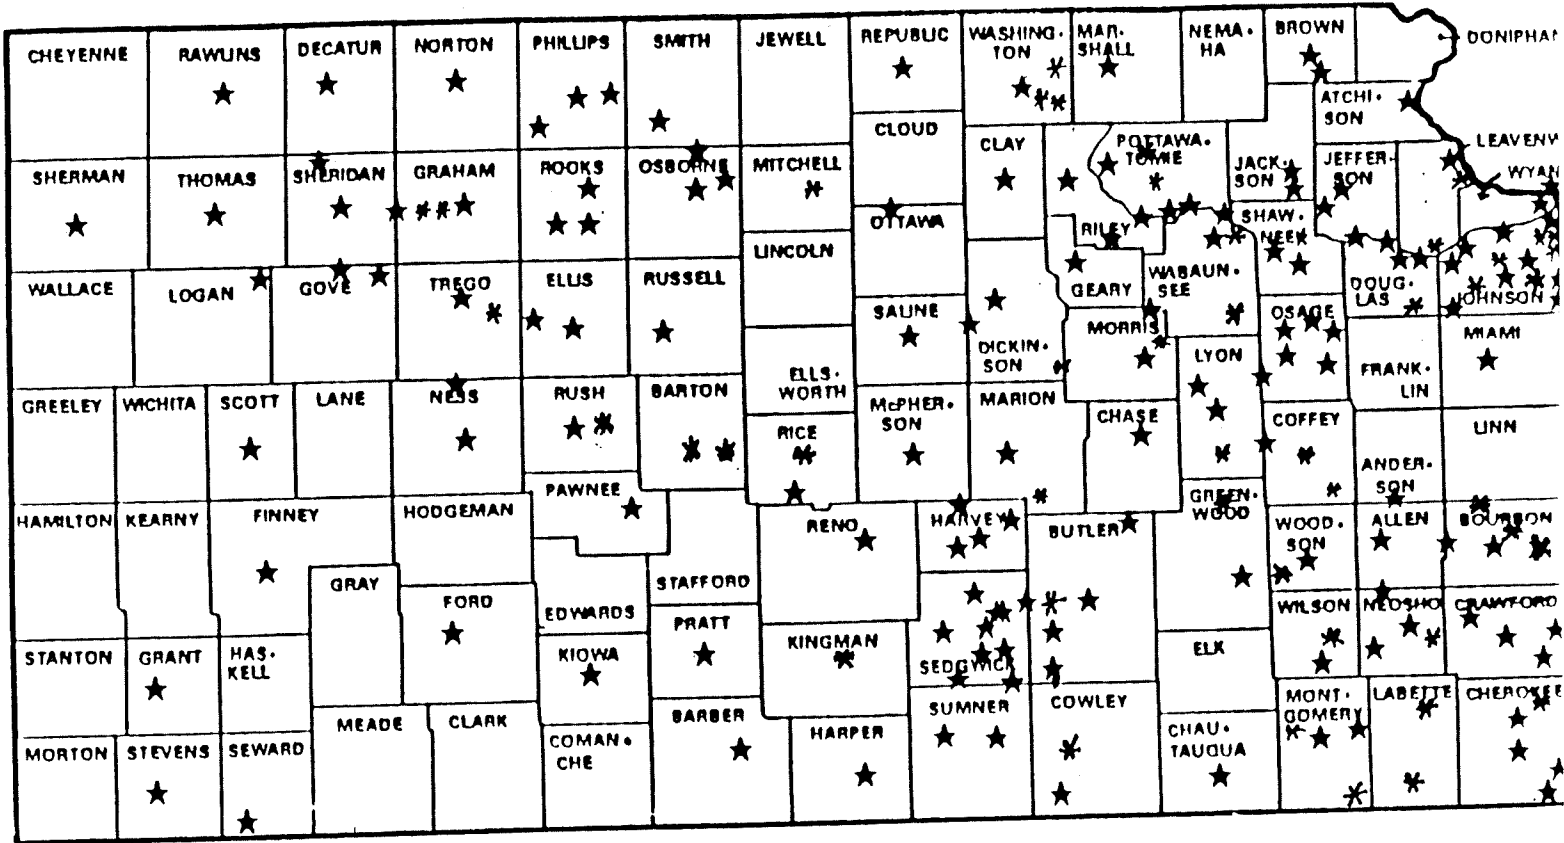 CHEYENNE
RAWLINS
DECATUR
NORTON
PHILLIPS
SMITH
JEWELL
REPUBLIC
WASHING-
TON
MAR-
SHALL
NEMA-
HA
BROWN
DONIPHAN
ATCHI-
SON
CLOUD
CLAY
POTTAWA-
TOMIE
JACK-
SON
JEFFER-
SON
LEAVENW
WYAN
SHERMAN
THOMAS
SHERIDAN
GRAHAM
ROOKS
OSBORNE
MITCHELL
OTTAWA
RILEY
SHAW-
NEE
LINCOLN
WALLACE
LOGAN
GOVE
TREGO
ELLIS
RUSSELL
SALINE
DICKIN-
SON
GEARY
WABAUN-
SEE
MORRIS
OSAGE
DOUG-
LAS
JOHNSON
MIAMI
FRANK-
LIN
LYON
ELLS-
WORTH
GREELEY
WICHITA
SCOTT
LANE
NESS
RUSH
BARTON
RICE
McPHER-
SON
MARION
CHASE
COFFEY
ANDER-
SON
LINN
HAMILTON
KEARNY
FINNEY
HODGEMAN
PAWNEE
RENO
HARVEY
BUTLER
GREEN-
WOOD
WOOD-
SON
ALLEN
BOURBON
GRAY
FORD
EDWARDS
STAFFORD
PRATT
KINGMAN
SEDGWICK
ELK
WILSON
NEOSHO
CRAWFORD
STANTON
GRANT
HAS-
KELL
KIOWA
MEADE
CLARK
BARBER
HARPER
SUMNER
COWLEY
CHAU-
TAUQUA
MONT-
GOMERY
LABETTE
CHEROKEE
MORTON
STEVENS
SEWARD
COMAN-
CHE